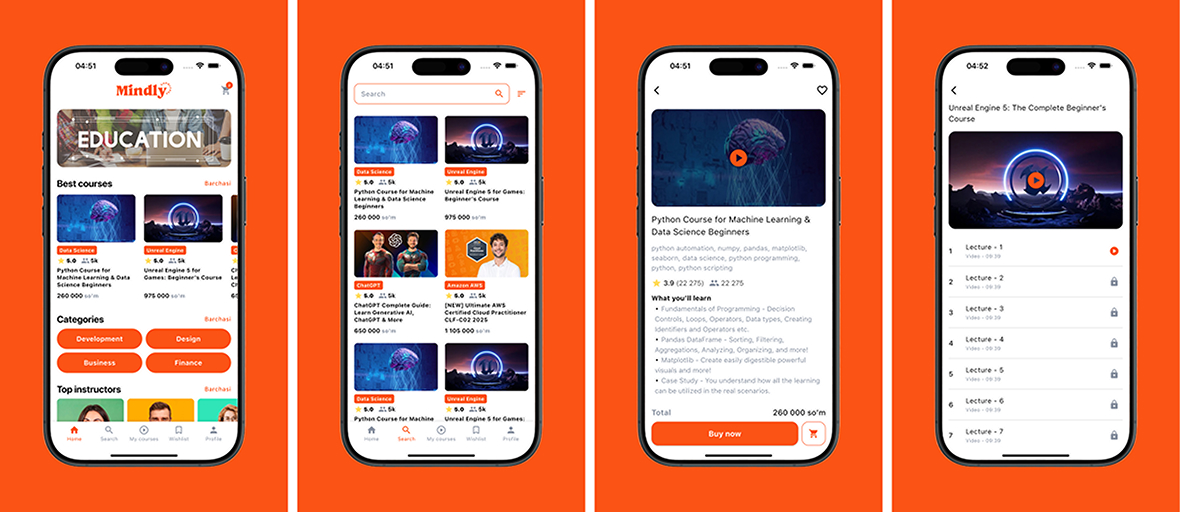 04:51
Mindly
EDUCATION
Best courses
Barchasi
Data Science
5.0
5k
Python Course for
Machine Learning & Data
Science Beginners
260 000 so'm
Unreal Engine
5.0
5k
Unreal Engine 5 for
Games: Beginner's Course
975 000 so'm
Categories
Barchasi
Development
Design
Business
Finance
Top instructors
Barchasi
Home
Search
My courses
Wishlist
Profile
04:51
Search
Data Science
5.0
5k
Python Course for Machine
Learning & Data Science
Beginners
260 000 so'm
Unreal Engine
5.0
5k
Unreal Engine 5 for Games:
Beginner's Course
975 000 so'm
ChatGPT
5.0
5k
ChatGPT Complete Guide:
Learn Generative AI,
ChatGPT & More
650 000 so'm
Amazon AWS
5.0
5k
[NEW] Ultimate AWS
Certified Cloud Practitioner
CLF-C02 2025
1 105 000 so'm
Data Science
5.0
5k
Python Course for Machine
Unreal Engine
5.0
5k
Unreal Engine 5 for Games:
Home
Search
My courses
Wishlist
Profile
04:51
Python Course for Machine Learning &
Data Science Beginners
python automation, numpy, pandas, matplotlib,
seaborn, data science, python programming,
python, python scripting
3.9 (22 275)
22 275
What you'll learn
• Fundamentals of Programming - Decision
Controls, Loops, Operators, Data types, Creating
Identifiers and Operators etc.
• Pandas DataFrame - Sorting, Filtering,
Aggregations, Analyzing, Organizing, and more!
• Matplotlib - Create easily digestible powerful
visuals and more!
• Case Study - You understand how all the learning
can be utilized in the real scenarios.
Total
260 000 so'm
Buy now
04:52
Unreal Engine 5: The Complete Beginner's
Course
1
Lecture - 1
Video - 09:39
2
Lecture - 2
Video - 09:39
3
Lecture - 3
Video - 09:39
4
Lecture - 4
Video - 09:39
5
Lecture - 5
Video - 09:39
6
Lecture - 6
Video - 09:39
7
Lecture - 7
Video - 09:39